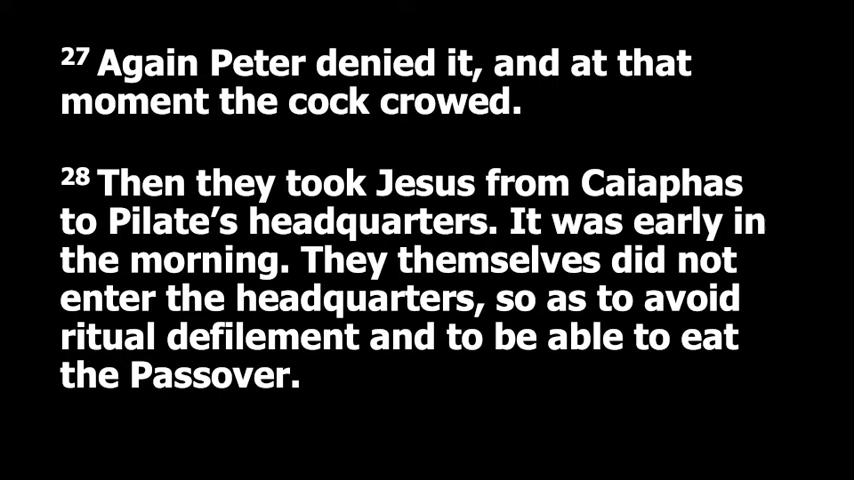 27 Again Peter denied it, and at that
moment the cock crowed.
28 Then they took Jesus from Caiaphas
to Pilate’s headquarters. It was early in
the morning. They themselves did not
enter the headquarters, so as to avoid
ritual defilement and to be able to eat
the Passover.